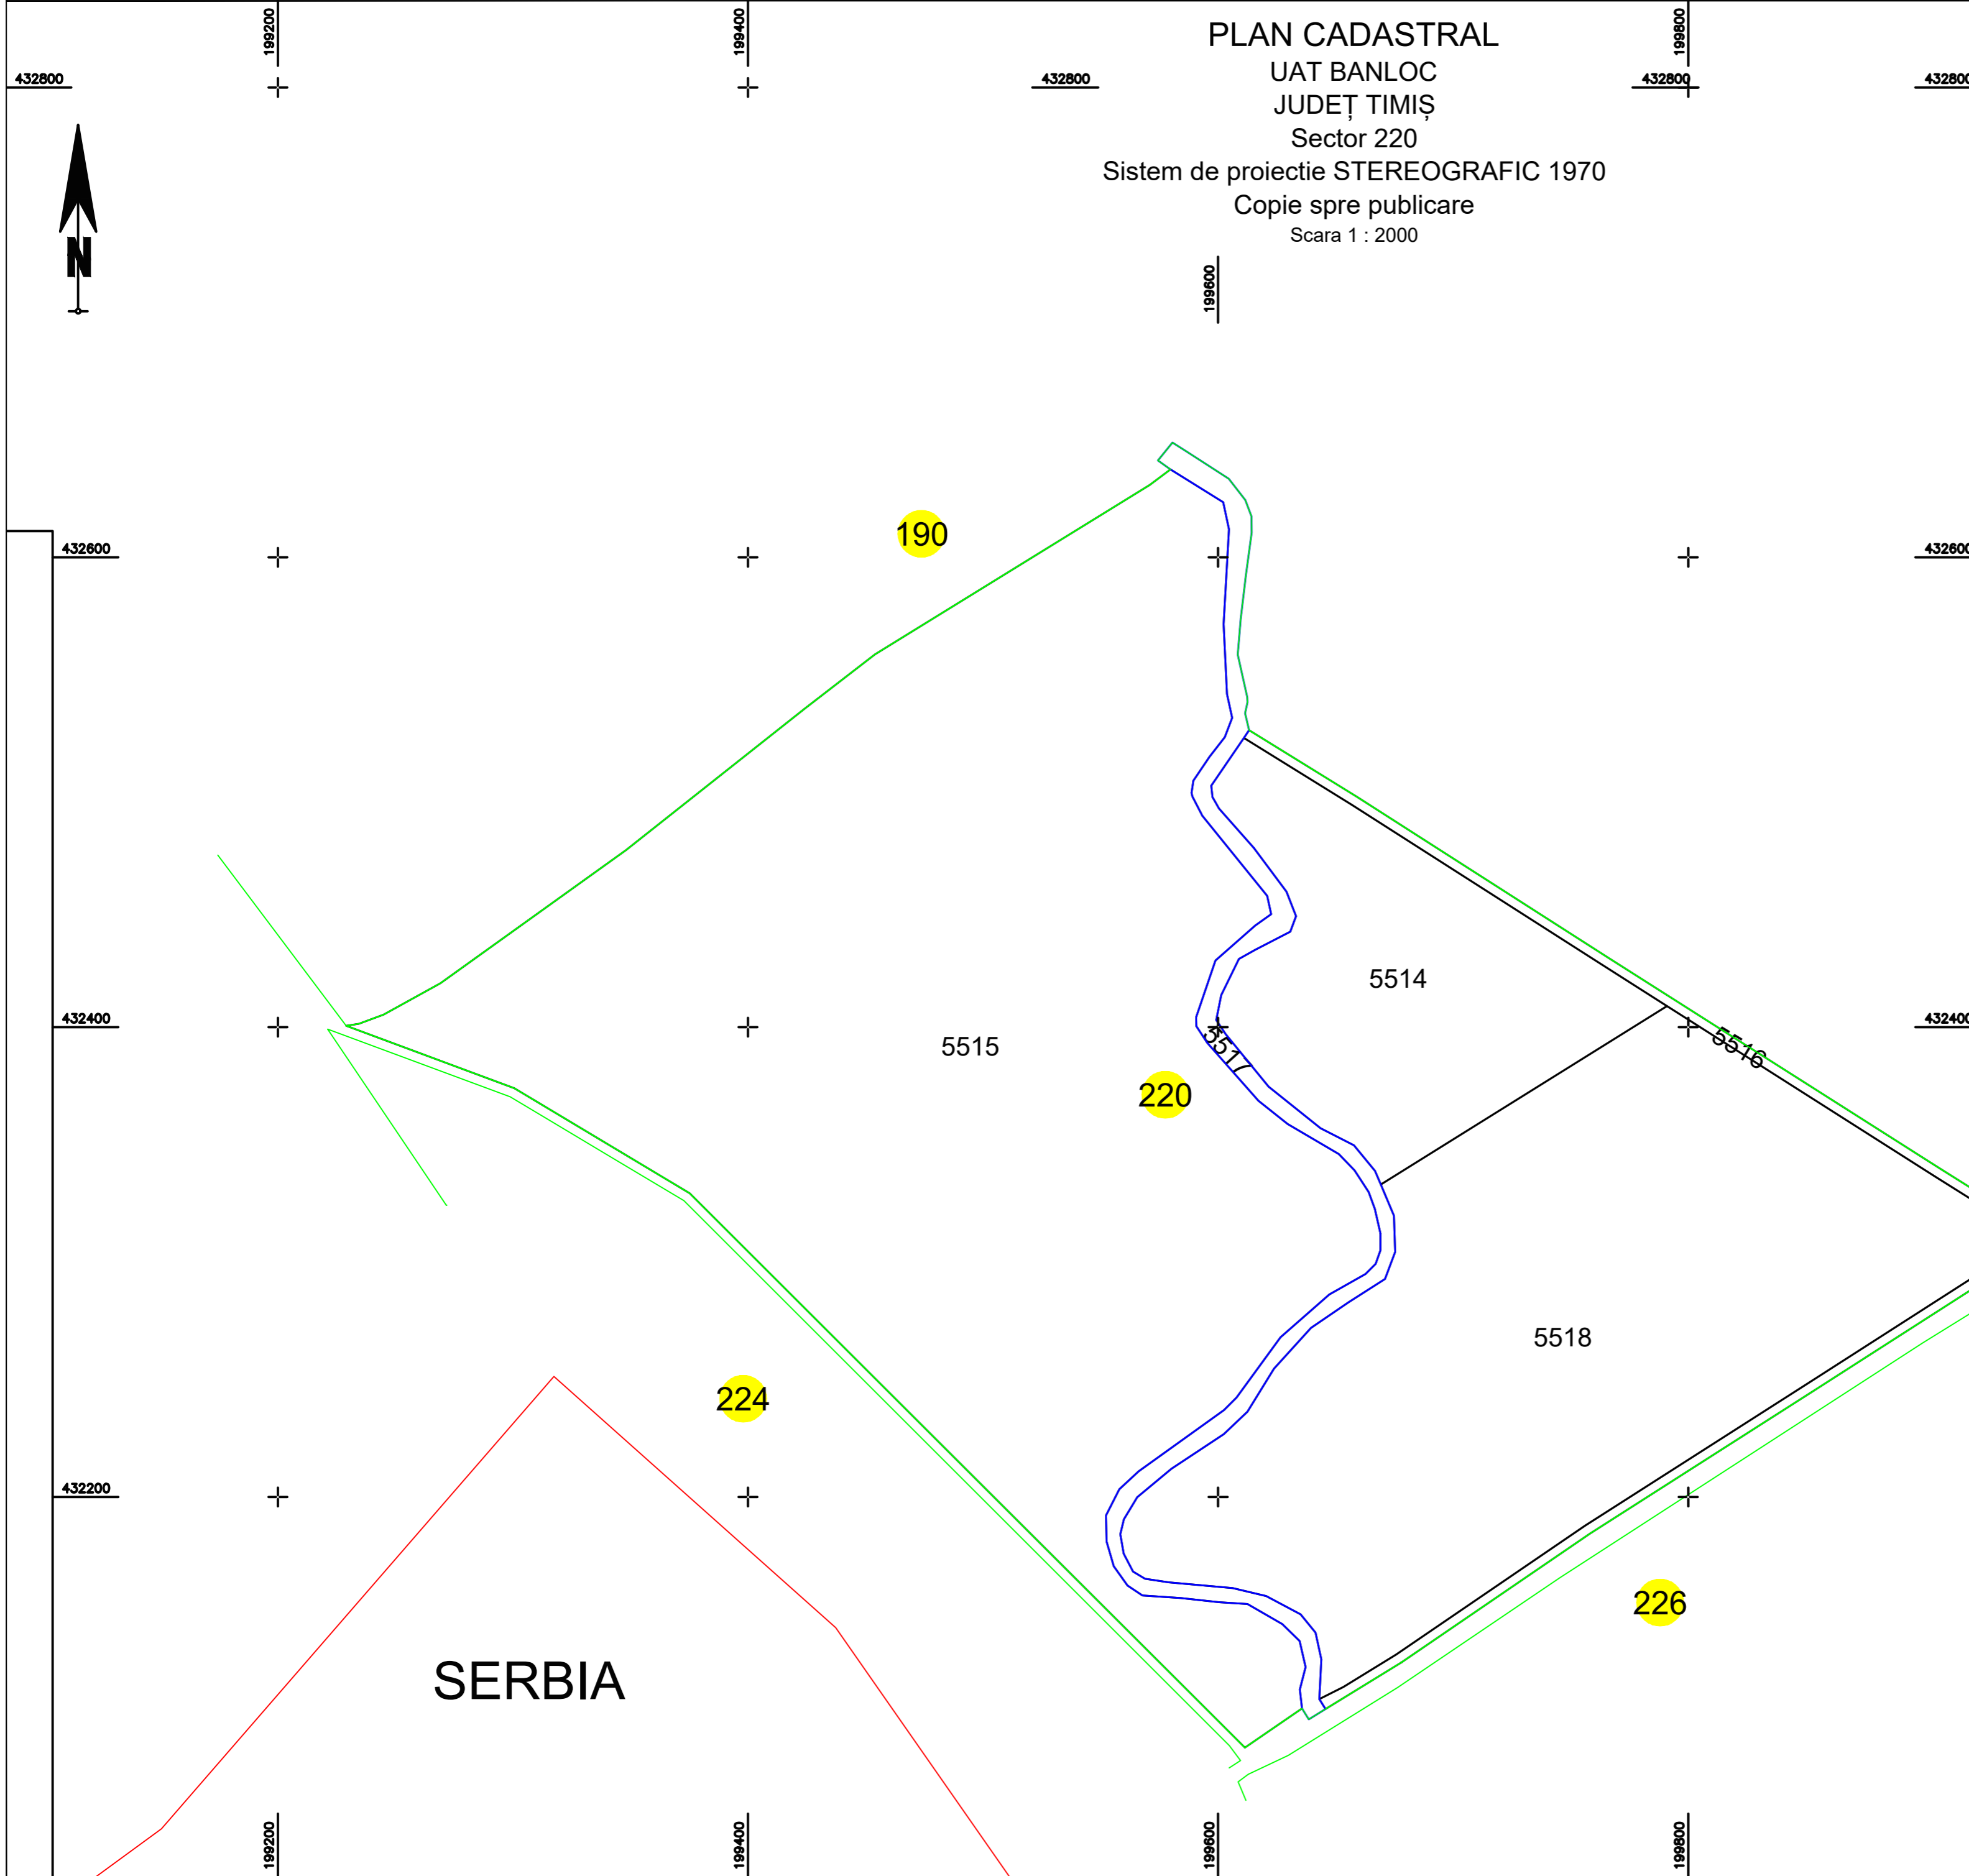 199200
199400
199800
PLAN CADASTRAL
UAT BANLOC
JUDEȚ TIMIȘ
Sector 220
Sistem de proiectie STEREOGRAFIC 1970
Copie spre publicare
Scara 1 : 2000
432800
432800
432800
432800
N
199600
190
432600
432600
5514
432400
432400
5515
5517
5516
220
5518
224
432200
226
SERBIA
199200
199400
199600
199800